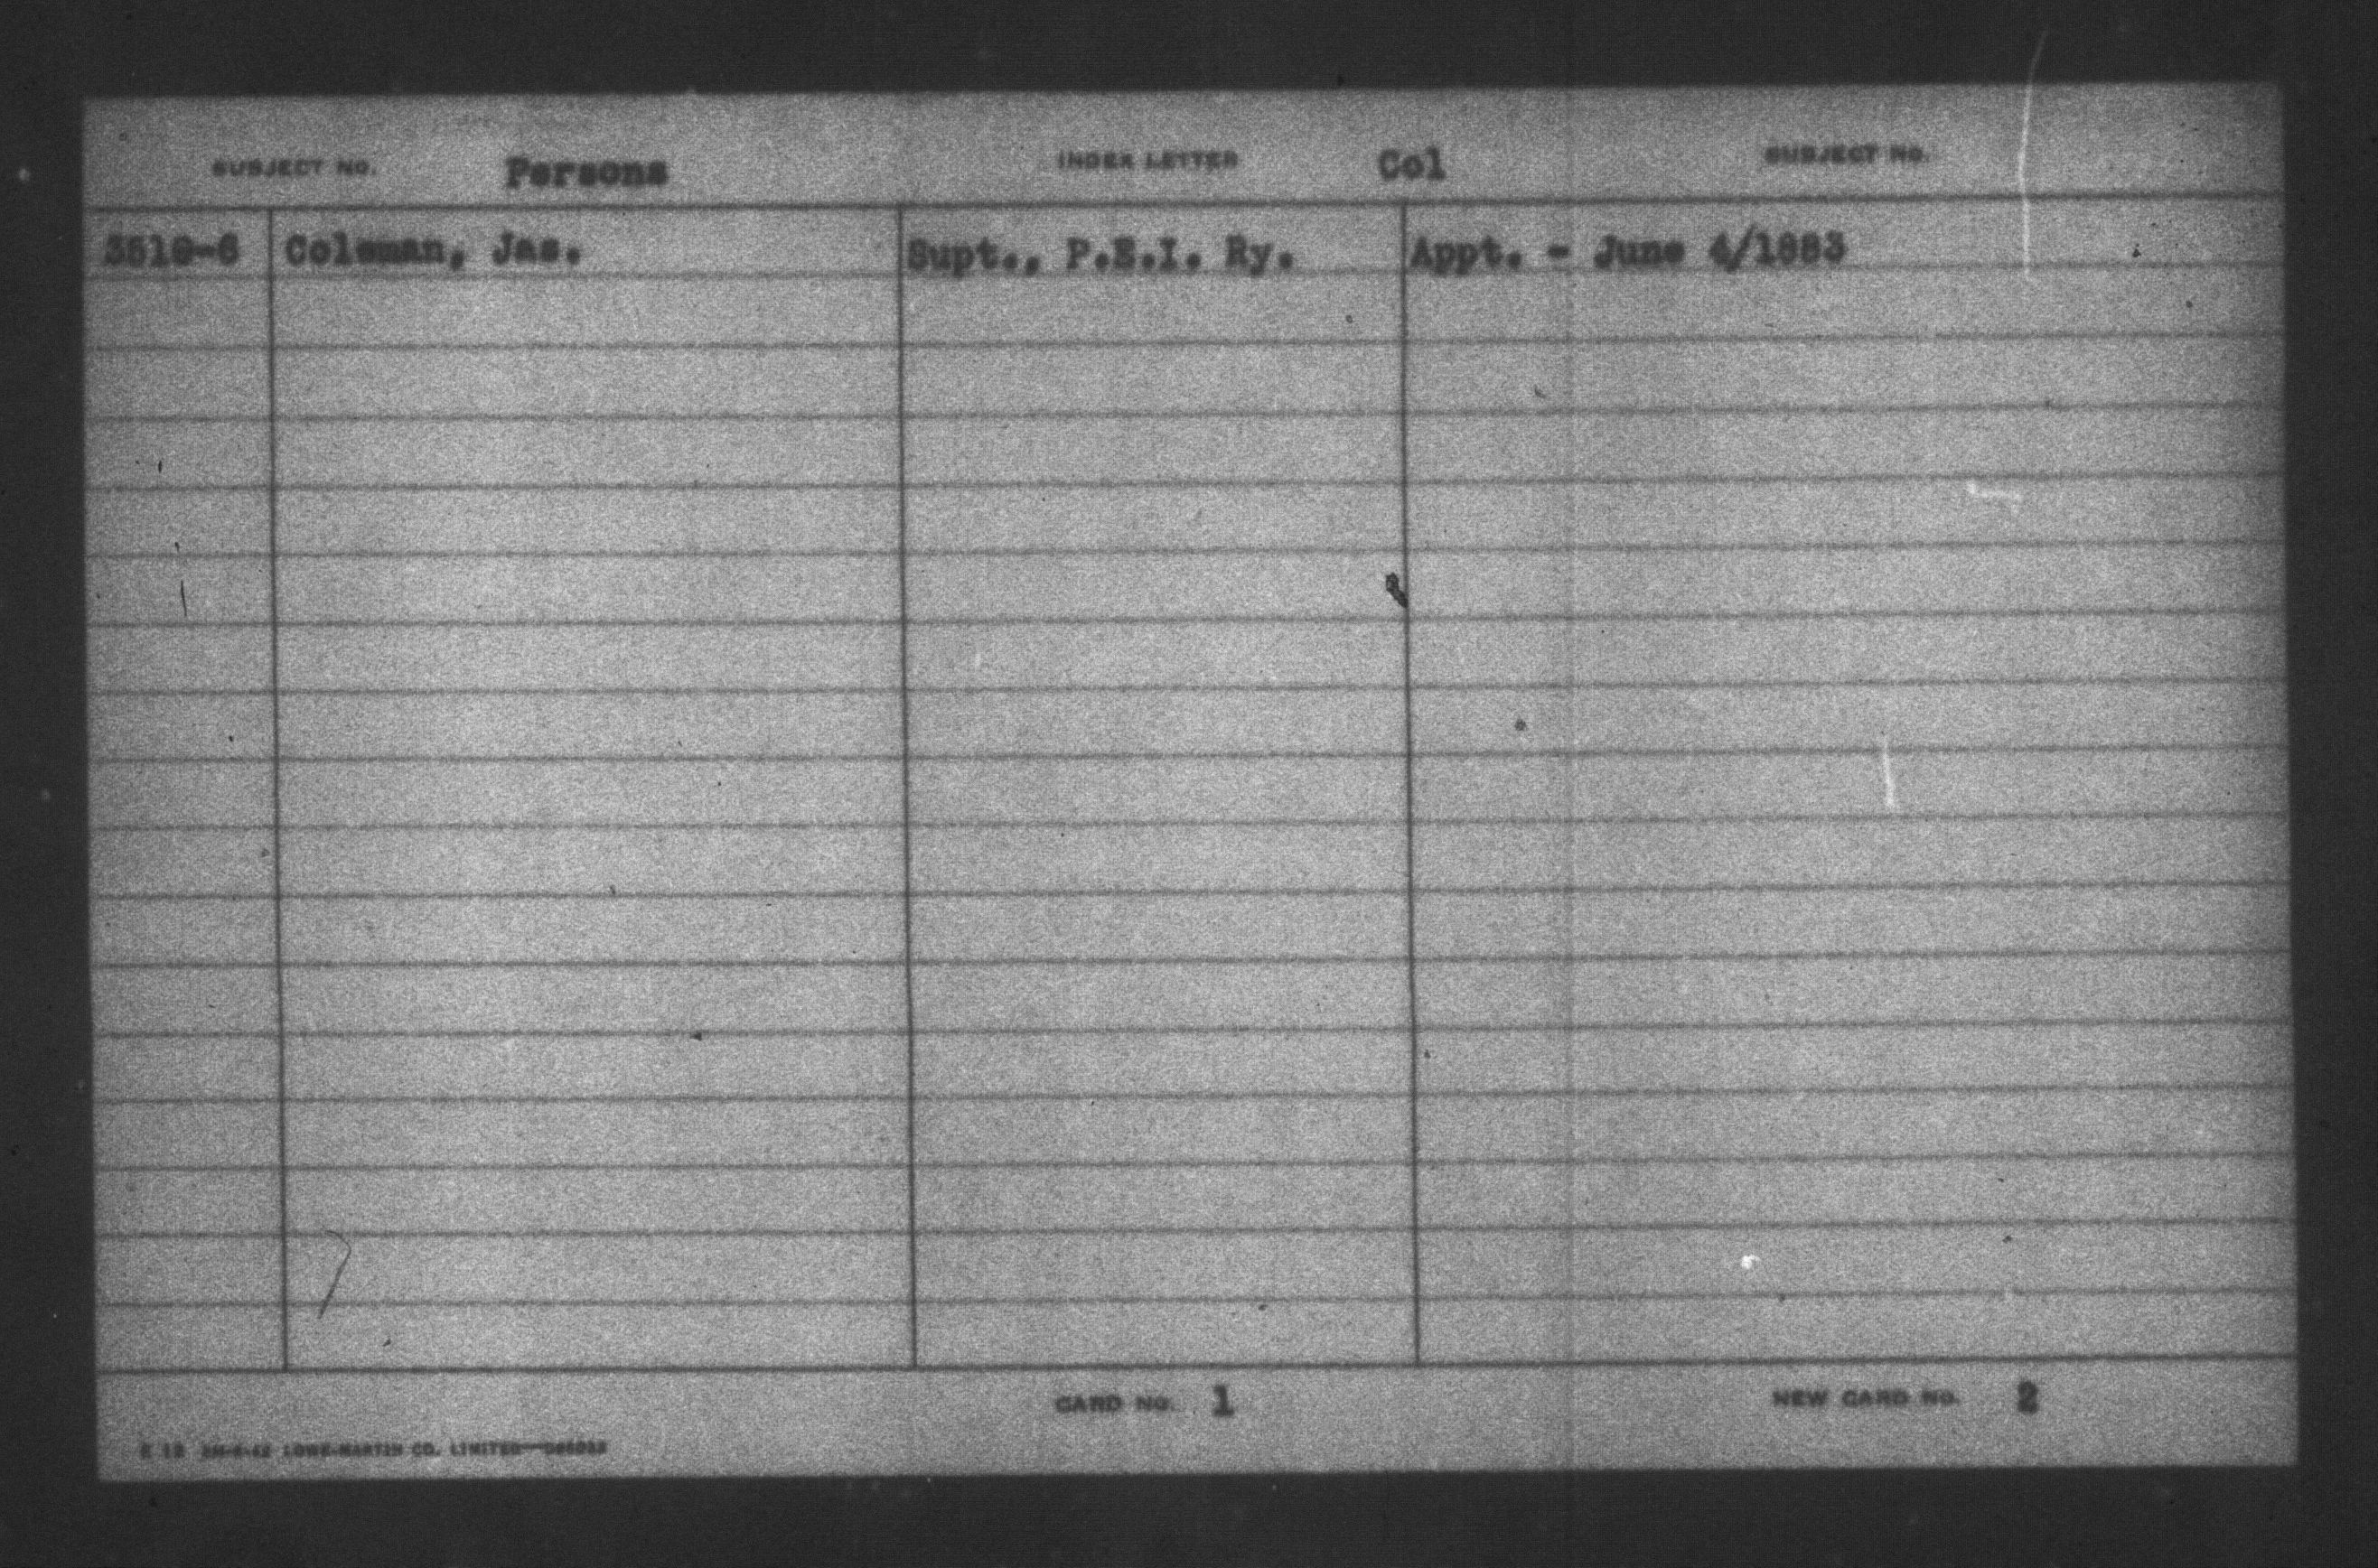 SUBJECT NO. Persons INDEX LETTER Col SUBJECT NO.
3519-6 Coleman, Jas. Supt., P.E.I. Ry. Appt. - June 4/1883
CARD NO. 1 NEW CARD NO. 2
LOWE-MARTIN CO. LIMITED